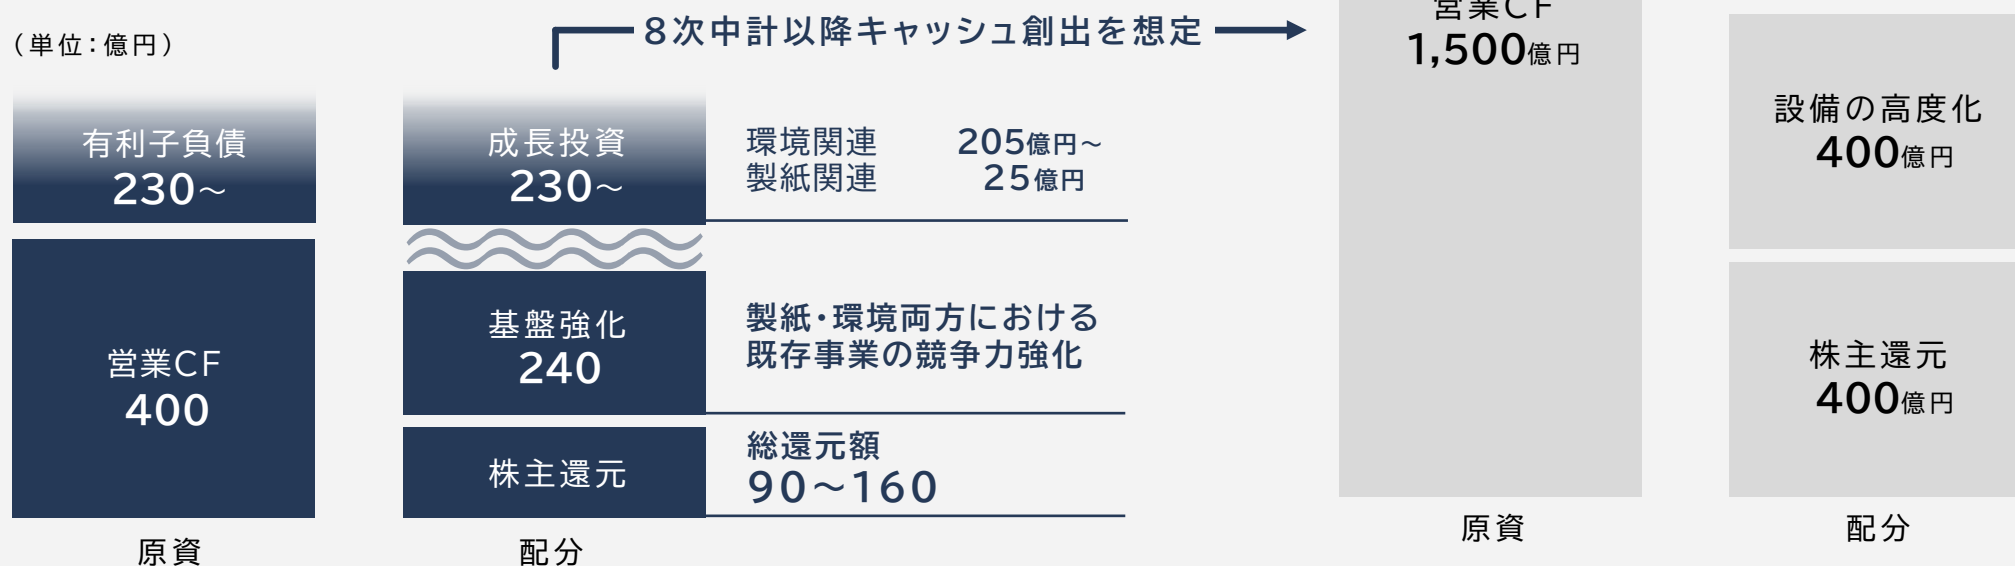 (単位:億円)
8次中計以降キャッシュ創出を想定
有利子負債
230~
営業CF
400
原資
成長投資
230~
基盤強化
240
株主還元
配分
環境関連 205億円~
製紙関連 25億円
製紙・環境両方における
既存事業の競争力強化
総還元額
90~160
営業CF
1,500億円
原資
設備の高度化
400億円
株主還元
400億円
配分